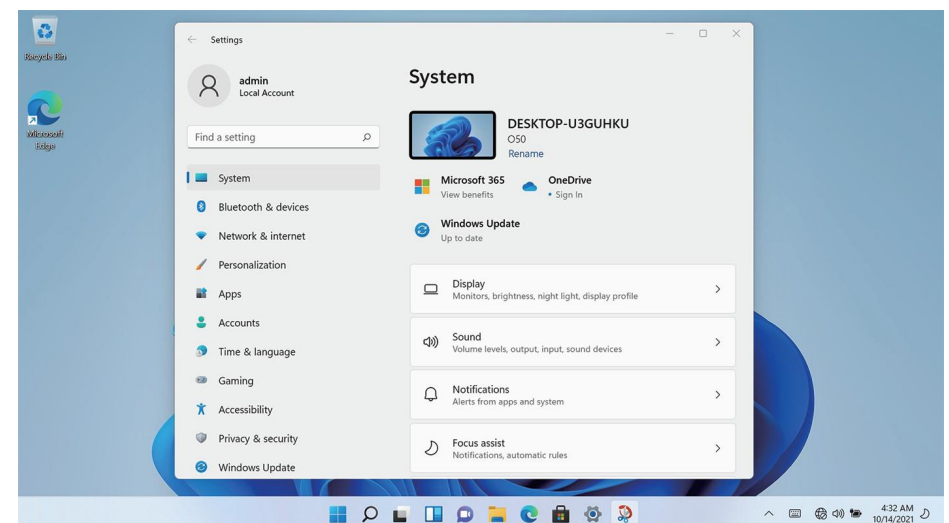 Recycle Bin
Microsoft
Edge
Settings
admin
Local Account
Find a setting
System
Bluetooth & devices
Network & internet
Personalization
Apps
Accounts
Time & language
Gaming
Accessibility
Privacy & security
Windows Update
System
DESKTOP-U3GUHKU
O50
Rename
Microsoft 365
View benefits
OneDrive
• Sign In
Windows Update
Up to date
Display
Monitors, brightness, night light, display profile
Sound
Volume levels, output, input, sound devices
Notifications
Alerts from apps and system
Focus assist
Notifications, automatic rules
4:32 AM
10/14/2021